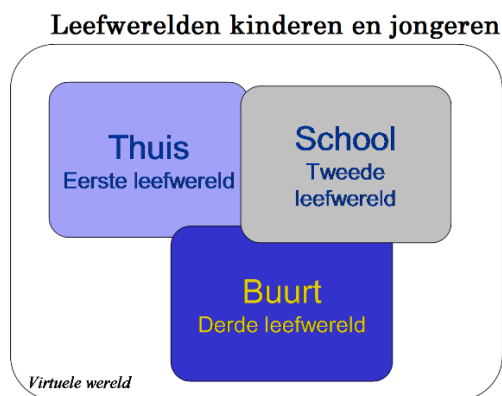 Leefwerelden kinderen en jongeren
Thuis
Eerste leefwereld
School
Tweede
leefwereld
Buurt
Derde leefwereld
Virtuele wereld